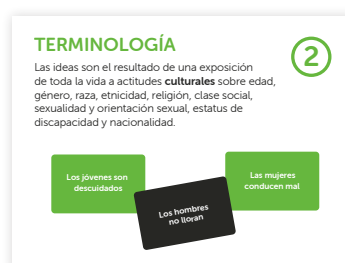 TERMINOLOGÍA
2
Las ideas son el resultado de una exposición
de toda la vida a actitudes culturales sobre edad,
género, raza, etnicidad, religión, clase social,
sexualidad y orientación sexual, estatus de
discapacidad y nacionalidad.
Los jóvenes son
descuidados
Los hombres
no lloran
Las mujeres
conducen mal